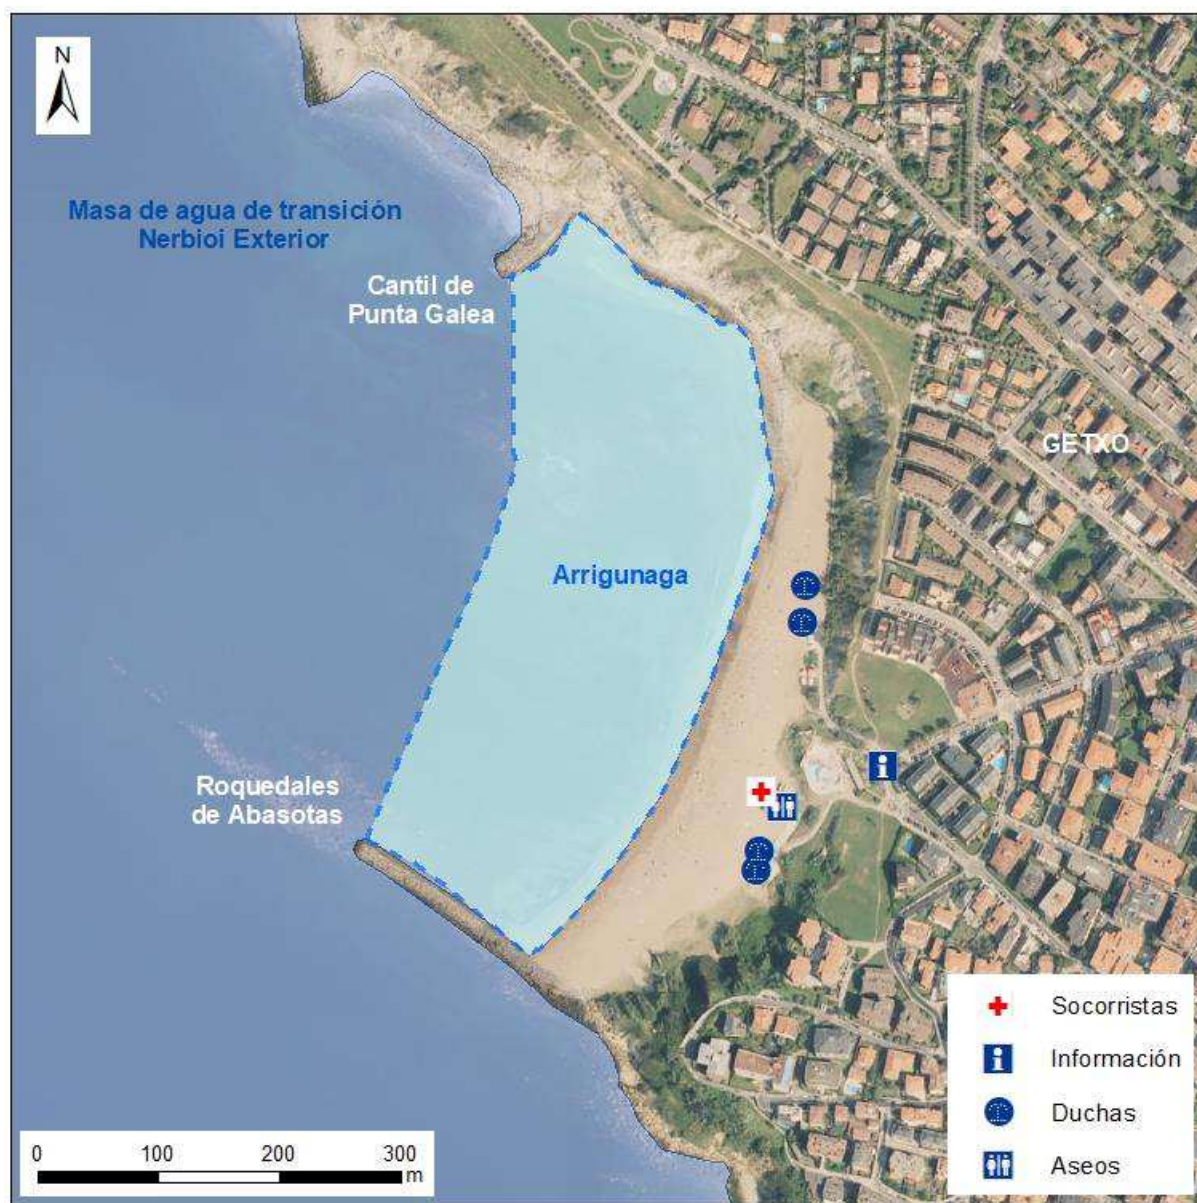 N
Masa de agua de transición
Nerbioi Exterior
Cantil de
Punta Galea
GETXO
Arrigunaga
Roquedales
de Abasotas
Socorristas
Información
Duchas
Aseos
0 100 200 300
m